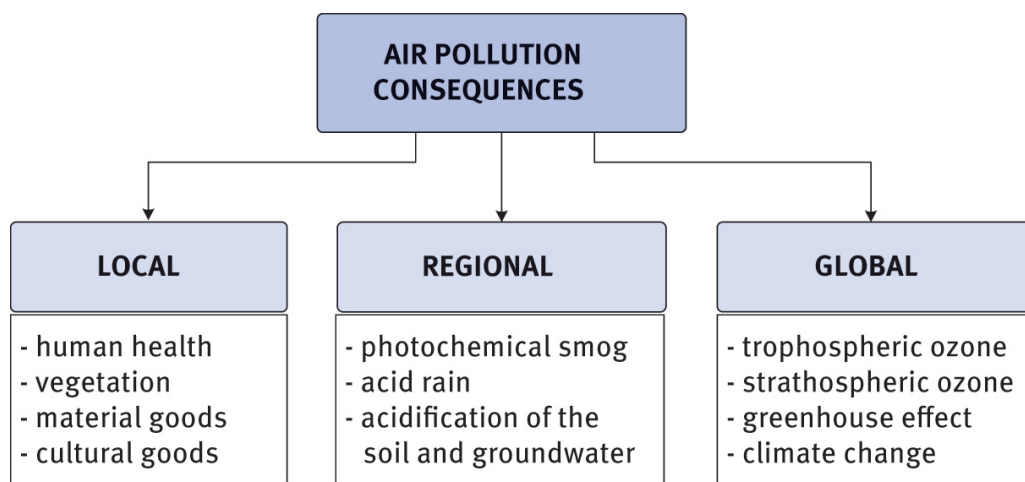 AIR POLLUTION
CONSEQUENCES
LOCAL
- human health
- vegetation
- material goods
- cultural goods
REGIONAL
- photochemical smog
- acid rain
- acidification of the
soil and groundwater
GLOBAL
- trophospheric ozone
- strathospheric ozone
- greenhouse effect
- climate change